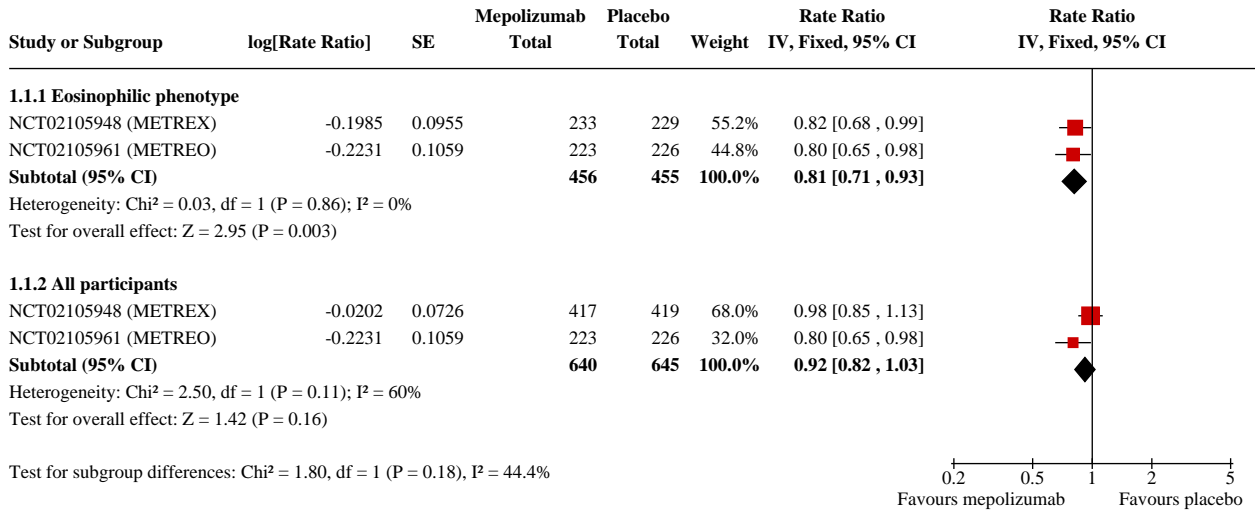 Mepolizumab Placebo Rate Ratio Rate Ratio
Study or Subgroup log[Rate Ratio] SE Total Total Weight IV, Fixed, 95% CI IV, Fixed, 95% CI
1.1.1 Eosinophilic phenotype
NCT02105948 (METREX) -0.1985 0.0955 233 229 55.2% 0.82 [0.68 , 0.99]
NCT02105961 (METREO) -0.2231 0.1059 223 226 44.8% 0.80 [0.65 , 0.98]
Subtotal (95% CI) 456 455 100.0% 0.81 [0.71 , 0.93]
Heterogeneity: Chi² = 0.03, df = 1 (P = 0.86); I² = 0%
Test for overall effect: Z = 2.95 (P = 0.003)
1.1.2 All participants
NCT02105948 (METREX) -0.0202 0.0726 417 419 68.0% 0.98 [0.85 , 1.13]
NCT02105961 (METREO) -0.2231 0.1059 223 226 32.0% 0.80 [0.65 , 0.98]
Subtotal (95% CI) 640 645 100.0% 0.92 [0.82 , 1.03]
Heterogeneity: Chi² = 2.50, df = 1 (P = 0.11); I² = 60%
Test for overall effect: Z = 1.42 (P = 0.16)
Test for subgroup differences: Chi² = 1.80, df = 1 (P = 0.18), I² = 44.4%
0.2 0.5 1 2 5
Favours mepolizumab Favours placebo